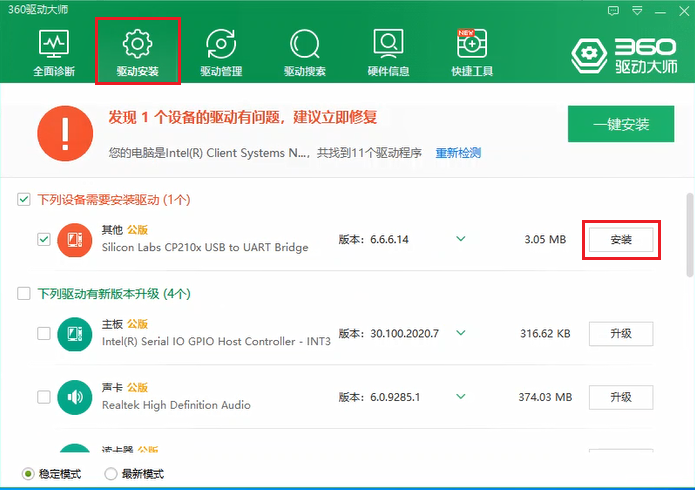 360驱动大师
全面诊断
驱动安装
驱动管理
驱动搜索
硬件信息
NEW
快捷工具
360
驱动大师
发现 1 个设备的驱动有问题，建议立即修复
您的电脑是Intel(R) Client Systems N...，共找到11个驱动程序 重新检测
一键安装
下列设备需要安装驱动 (1个)
其他 公版
Silicon Labs CP210x USB to UART Bridge
版本：6.6.6.14
3.05 MB
安装
下列驱动有新版本升级 (4个)
主板 公版
Intel(R) Serial IO GPIO Host Controller - INT3
版本：30.100.2020.7
316.62 KB
升级
声卡 公版
Realtek High Definition Audio
版本：6.0.9285.1
374.03 MB
升级
读卡器 公版
稳定模式
最新模式